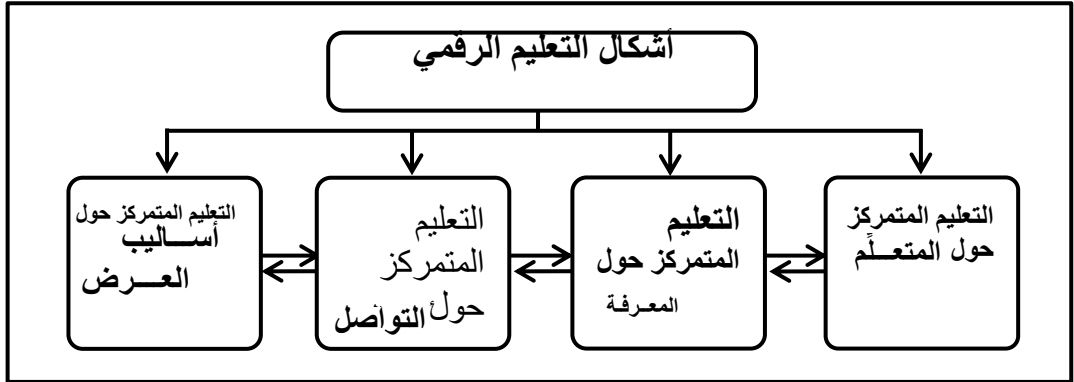 أشكال التعليم الرقمي
التعليم المتمركز
حول المتعلِّم
التعليم
المتمركز حول
المعرفة
التعليم
المتمركز
حول التواصل
التعليم المتمركز حول
أساليب
العرض